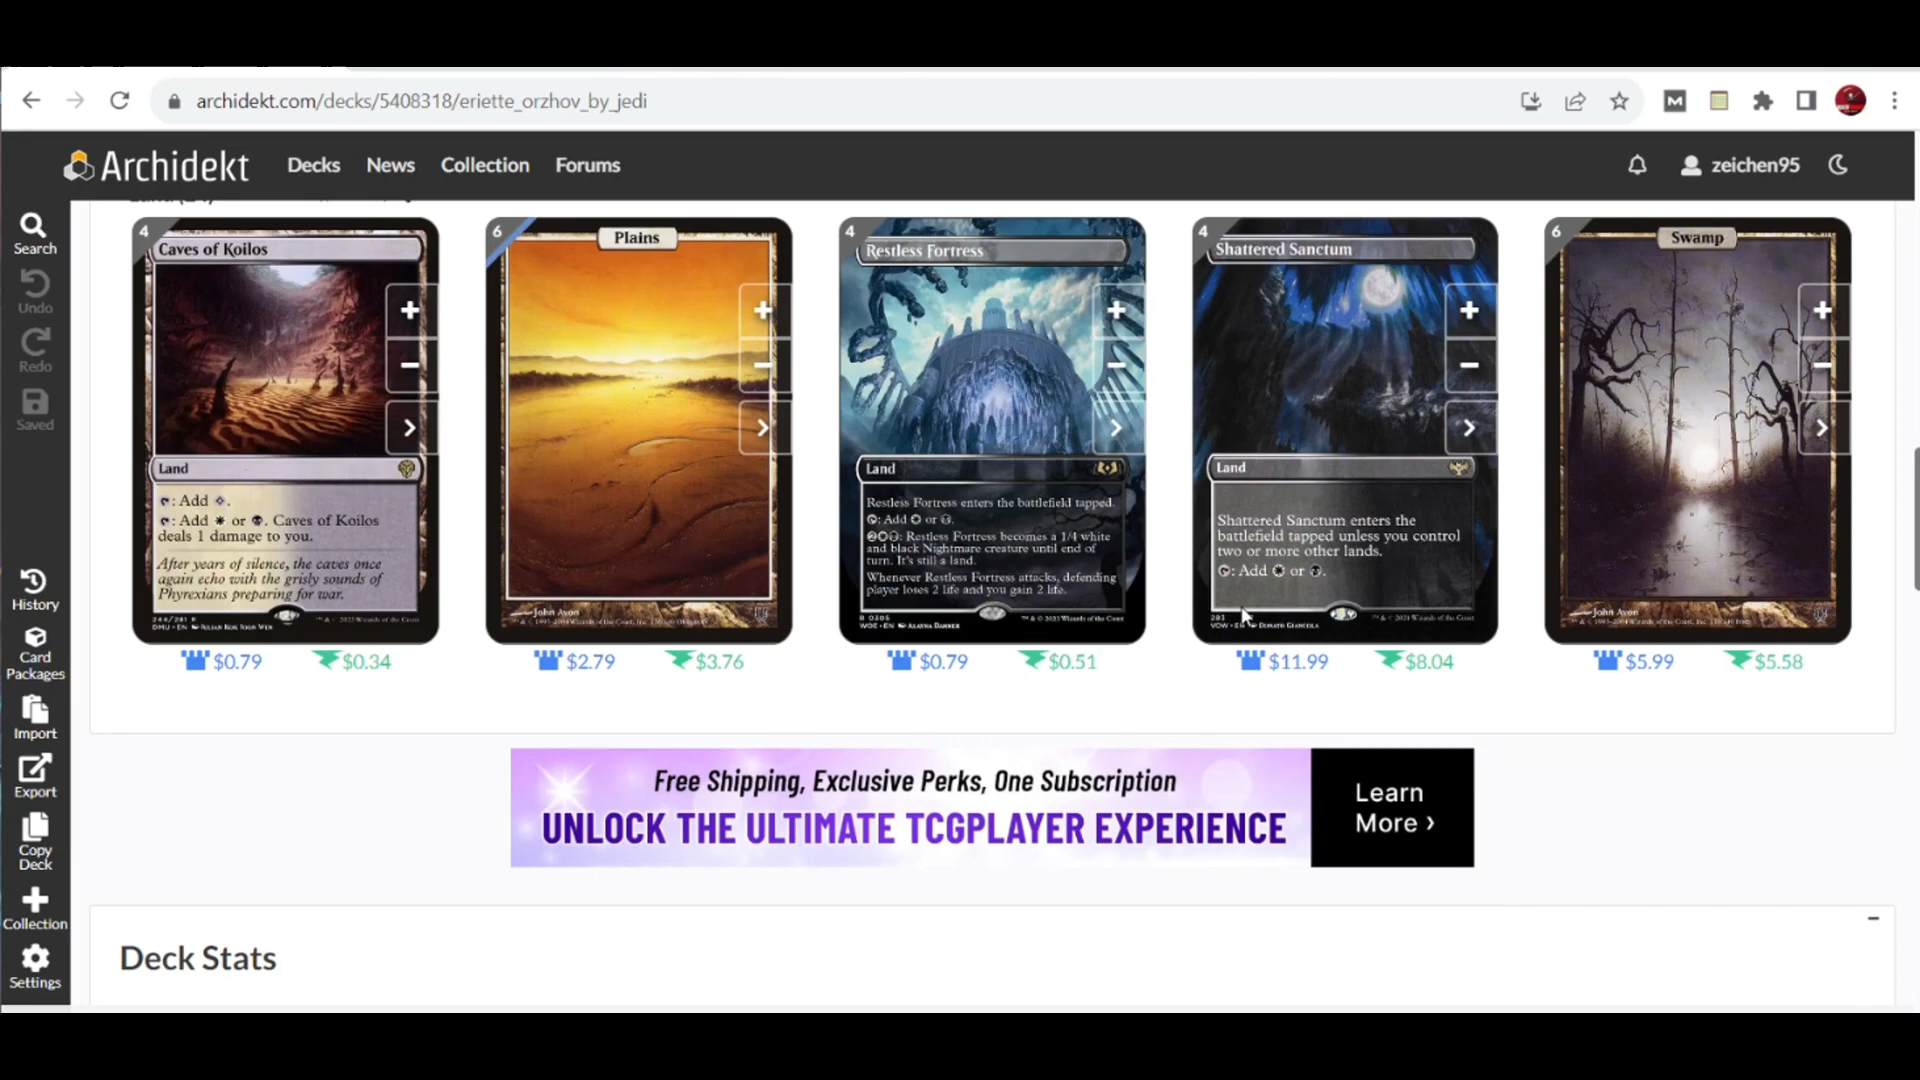 archidekt.com/decks/5408318/eriette_orzhov_by_jedi
Archidekt
Decks
News
Collection
Forums
zeichen95
Search
Undo
Redo
Saved
History
Card
Packages
Import
Export
Copy
Deck
Collection
Settings
4
Caves of Koilos
Land
: Add .
: Add or . Caves of Koilos
deals 1 damage to you.
After years of silence, the caves once
again echo with the grisly sounds of
Phyrexians preparing for war.
$0.79
$0.34
6
Plains
John Avon
$2.79
$3.76
4
Restless Fortress
Land
Restless Fortress enters the battlefield tapped.
: Add or .
: Restless Fortress becomes a 1/4 white
and black Nightmare creature until end of
turn. It's still a land.
Whenever Restless Fortress attacks, defending
player loses 2 life and you gain 2 life.
$0.79
$0.51
4
Shattered Sanctum
Land
Shattered Sanctum enters the
battlefield tapped unless you control
two or more other lands.
: Add or .
$11.99
$8.04
6
Swamp
John Avon
$5.99
$5.58
Free Shipping, Exclusive Perks, One Subscription
UNLOCK THE ULTIMATE TCGPLAYER EXPERIENCE
Learn
More ›
Deck Stats